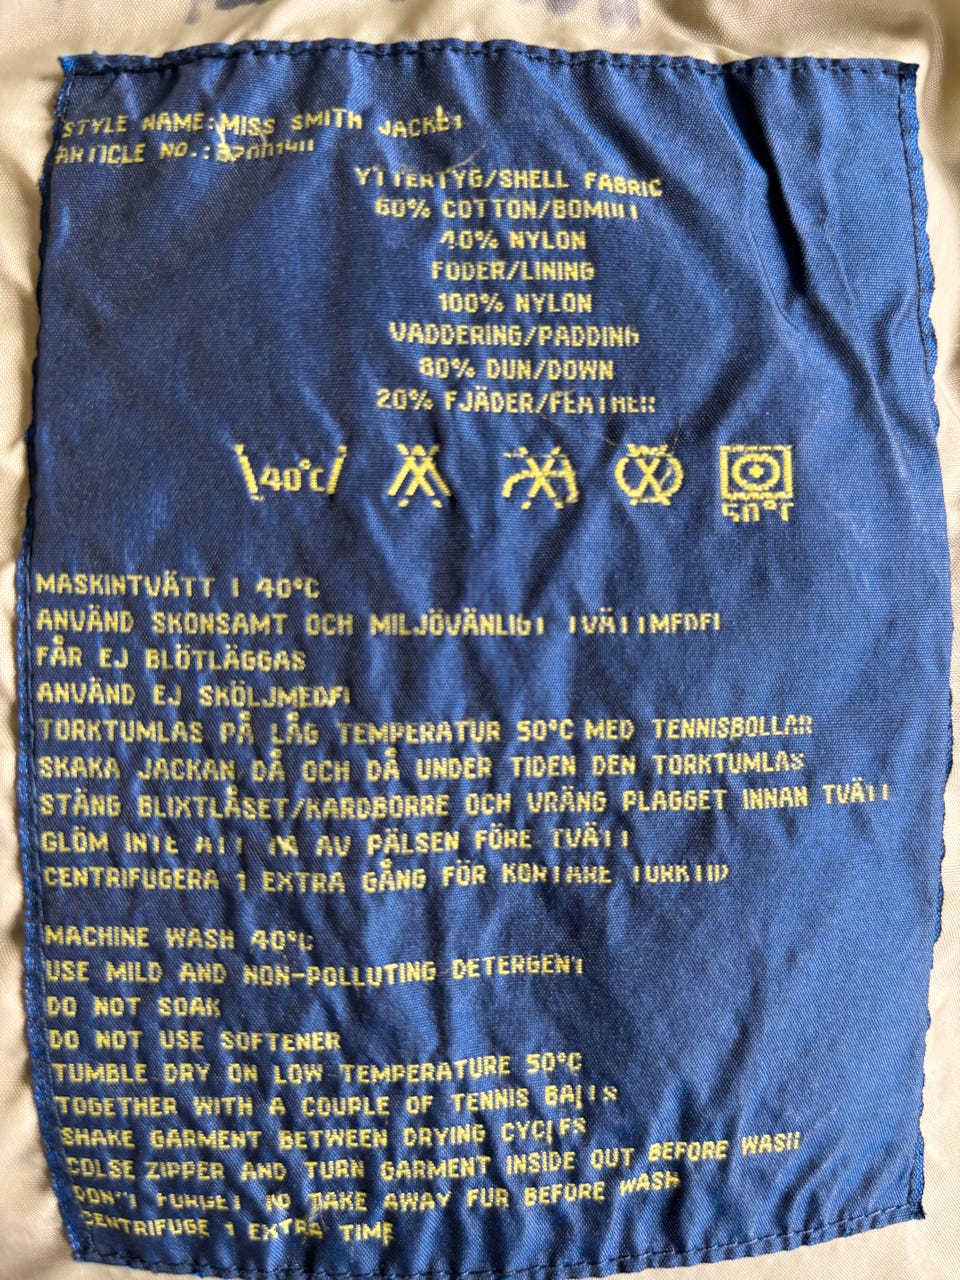 STYLE NAME: MISS SMITH JACKET
ARTICLE NO.:
YTTERTYG/SHELL FABRIC
60% COTTON/BOMULL
40% NYLON
FODER/LINING
100% NYLON
VADDERING/PADDING
80% DUN/DOWN
20% FJÄDER/FEATHER
40°C
50°C
MASKINTVÄTT I 40°C
ANVÄND SKONSAMT OCH MILJÖVÄNLIGT TVÄTTMEDEL
FÅR EJ BLÖTLÄGGAS
ANVÄND EJ SKÖLJMEDEL
TORKTUMLAS PÅ LÅG TEMPERATUR 50°C MED TENNISBOLLAR
SKAKA JACKAN DÅ OCH DÅ UNDER TIDEN DEN TORKTUMLAS
STÄNG BLIXTLÅSET/KARDBORRE OCH VRÄNG PLAGGET INNAN TVÄTT
GLÖM INTE ATT TA AV PÄLSEN FÖRE TVÄTT
CENTRIFUGERA 1 EXTRA GÅNG FÖR KORTARE TORKTID
MACHINE WASH 40°C
USE MILD AND NON-POLLUTING DETERGENT
DO NOT SOAK
DO NOT USE SOFTENER
TUMBLE DRY ON LOW TEMPERATURE 50°C
TOGETHER WITH A COUPLE OF TENNIS BALLS
SHAKE GARMENT BETWEEN DRYING CYCLES
COLSE ZIPPER AND TURN GARMENT INSIDE OUT BEFORE WASH
DON'T FORGET TO TAKE AWAY FUR BEFORE WASH
CENTRIFUGE 1 EXTRA TIME